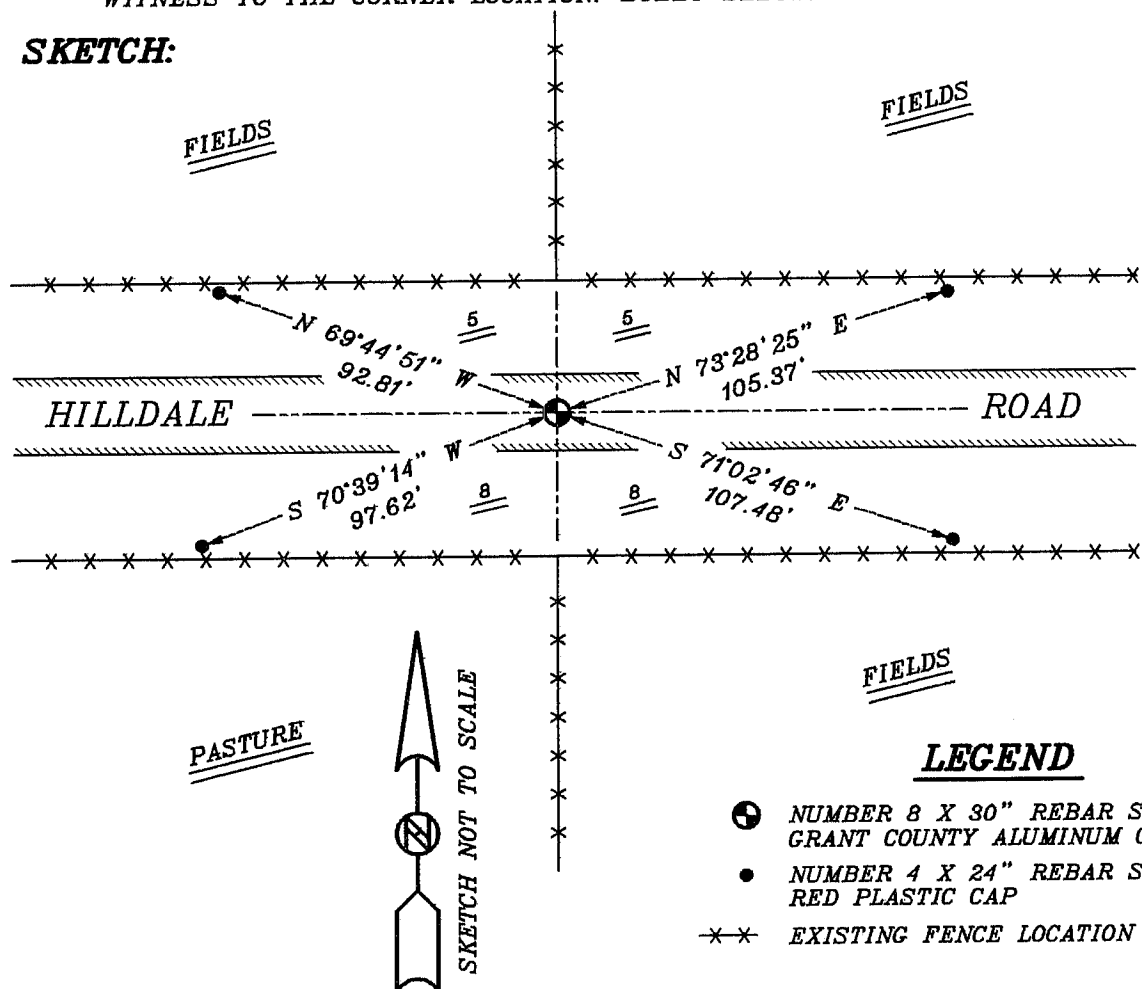 SKETCH:
FIELDS
FIELDS
N 69°44'51" W
92.81'
5
5
N 73°28'25" E
105.37'
HILLDALE
ROAD
S 70°39'14" W
97.62'
8
8
S 71°02'46" E
107.48'
FIELDS
PASTURE
SKETCH NOT TO SCALE
N
LEGEND
NUMBER 8 X 30" REBAR
GRANT COUNTY ALUMINUM
NUMBER 4 X 24" REBAR
RED PLASTIC CAP
EXISTING FENCE LOCATION